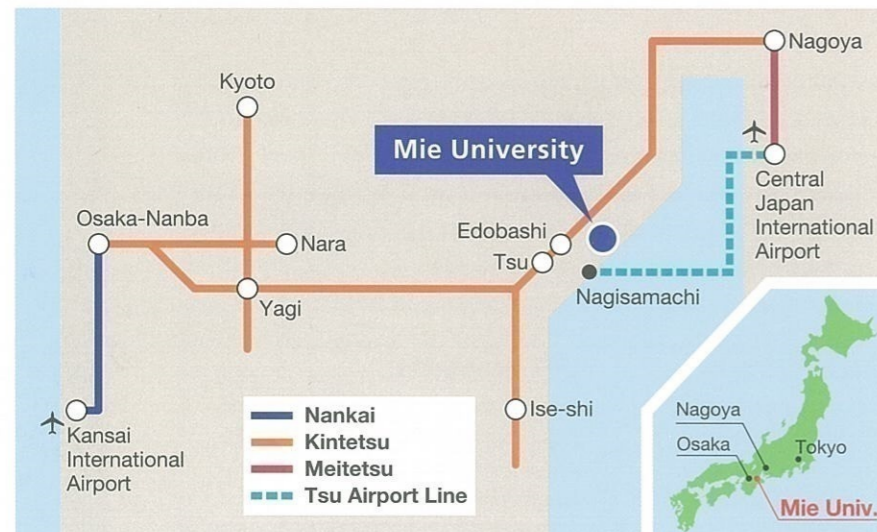 Nagoya
Kyoto
Mie University
Central
Japan
International
Airport
Osaka-Nanba
Edobashi
Nara
Tsu
Yagi
Nagisamachi
Ise-shi
Kansai
International
Airport
Nankai
Kintetsu
Meitetsu
Tsu Airport Line
Nagoya
Osaka
Tokyo
Mie Univ.